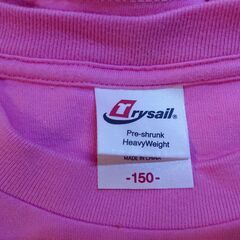 Trysail®
Pre-shrunk
HeavyWeight
MADE IN CHINA
-150-